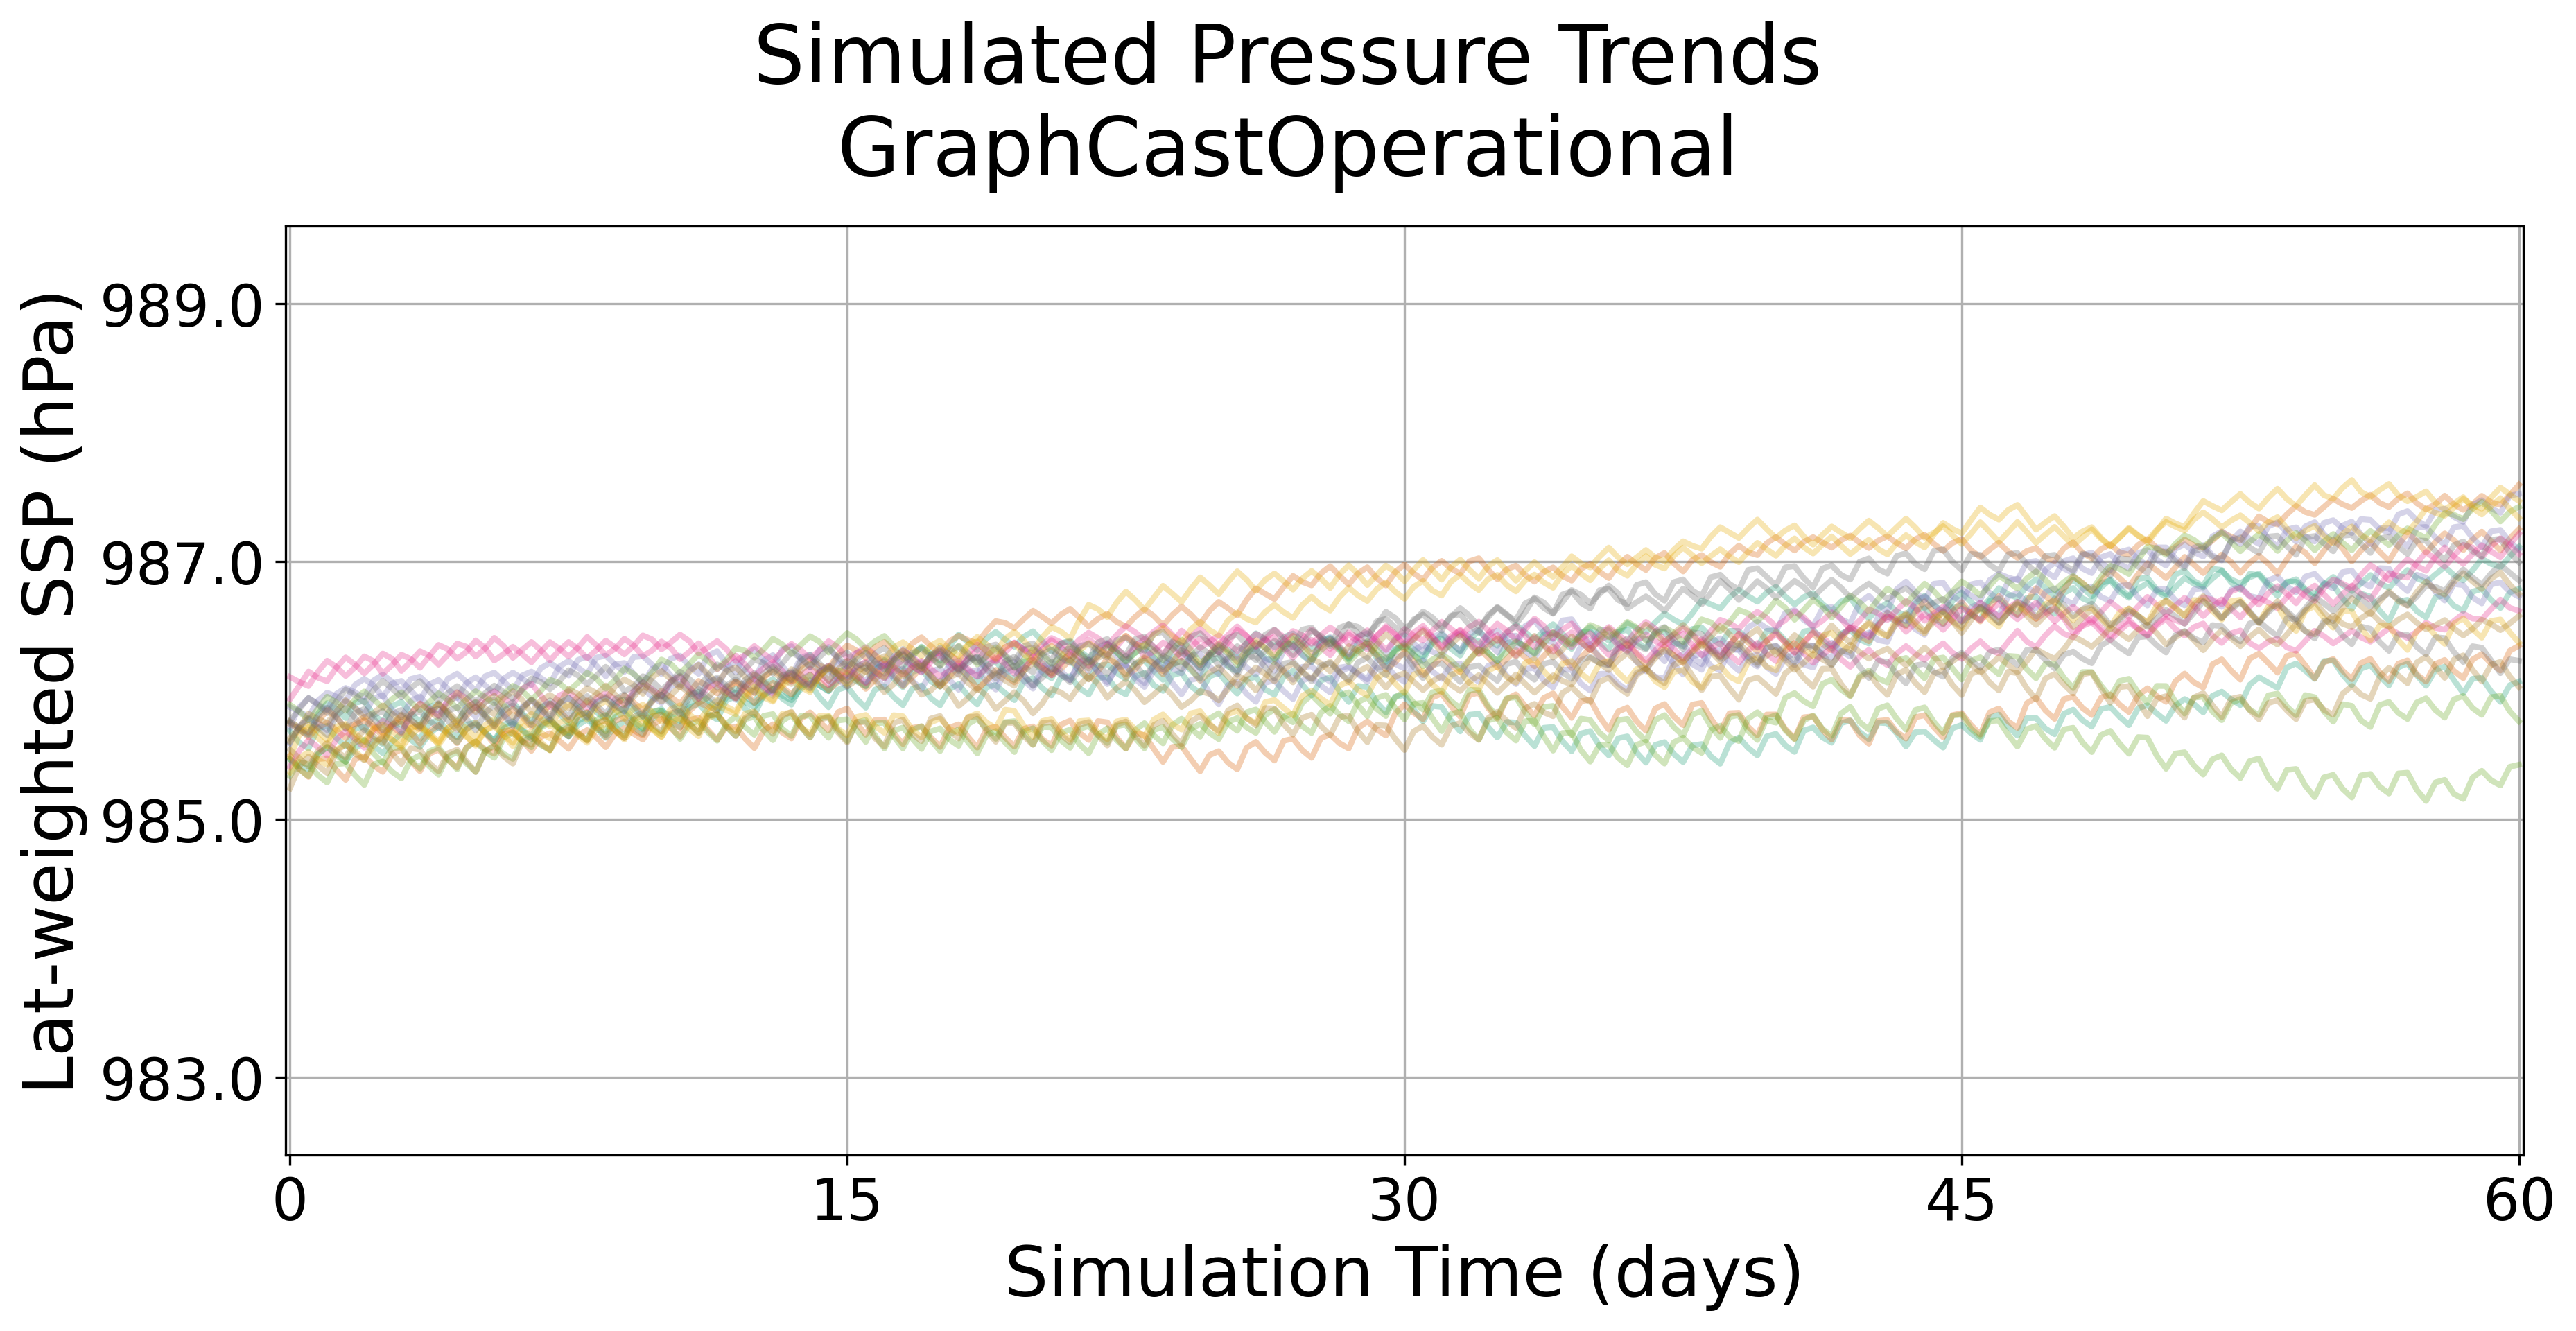 Simulated Pressure Trends
GraphCastOperational
Lat-weighted SSP (hPa)
989.0
987.0
985.0
983.0
0 15 30 45 60
Simulation Time (days)